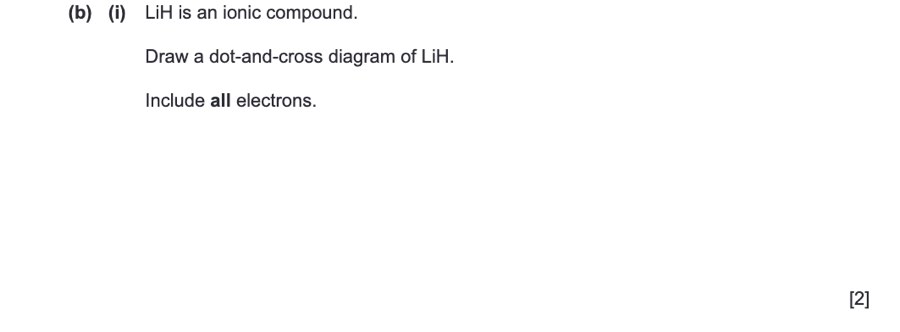 (b) (i) LiH is an ionic compound.
Draw a dot-and-cross diagram of LiH.
Include all electrons.
[2]